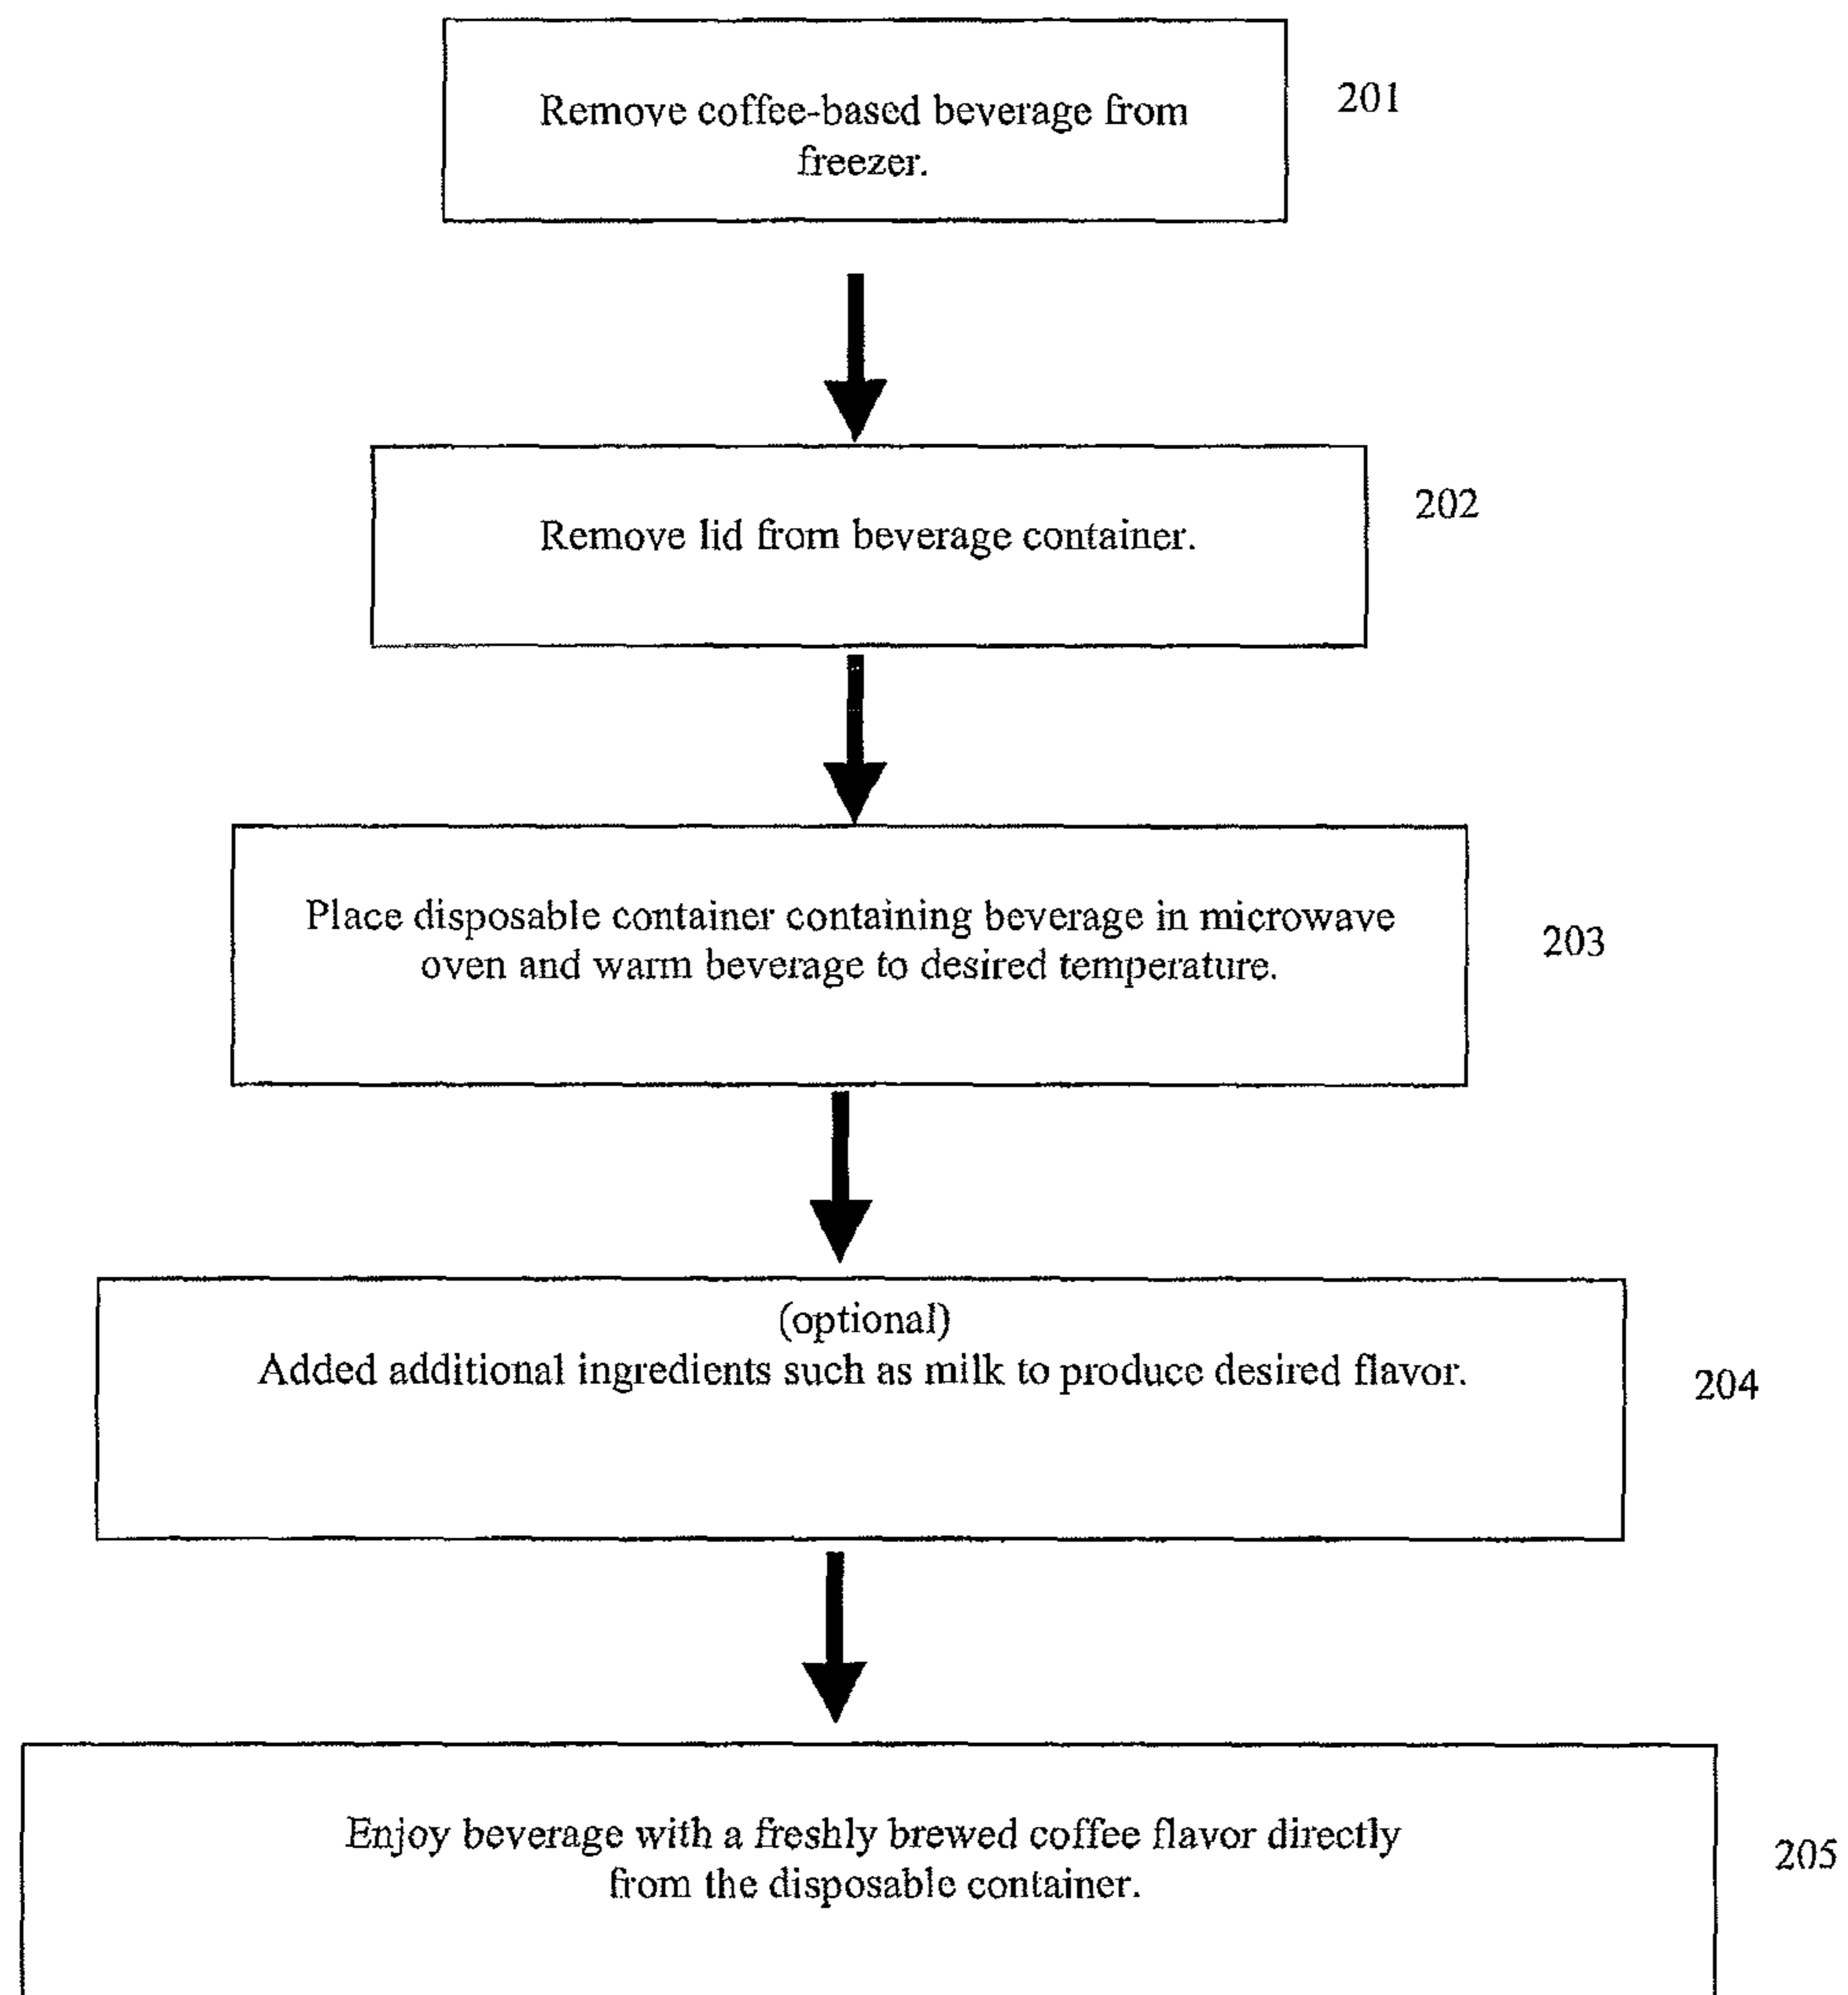 Remove coffee-based beverage from
freezer.
201
Remove lid from beverage container.
202
Place disposable container containing beverage in microwave
oven and warm beverage to desired temperature.
203
(optional)
Added additional ingredients such as milk to produce desired flavor.
204
Enjoy beverage with a freshly brewed coffee flavor directly
from the disposable container.
205